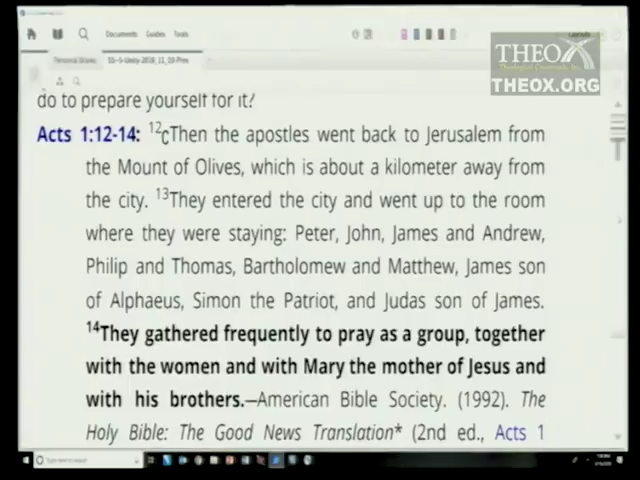 Documents Guides Tools
THEOX
THEOX.ORG
do to prepare yourself for it?
Acts 1:12-14: 12cThen the apostles went back to Jerusalem from
the Mount of Olives, which is about a kilometer away from
the city. 13They entered the city and went up to the room
where they were staying: Peter, John, James and Andrew,
Philip and Thomas, Bartholomew and Matthew, James son
of Alphaeus, Simon the Patriot, and Judas son of James.
14They gathered frequently to pray as a group, together
with the women and with Mary the mother of Jesus and
with his brothers.—American Bible Society. (1992). The
Holy Bible: The Good News Translation* (2nd ed., Acts 1